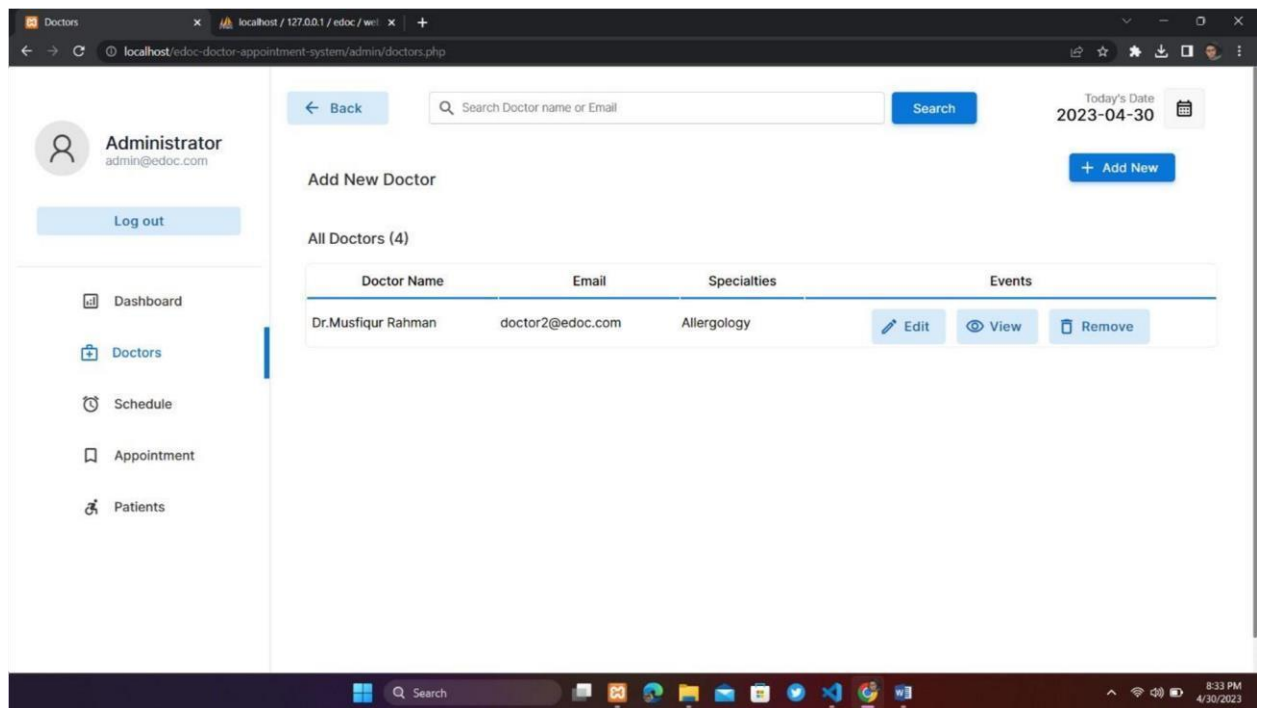 Doctors
localhost / 127.0.0.1 / edoc / we
localhost/edoc-doctor-appointment-system/admin/doctors.php
Administrator
admin@edoc.com
Log out
Dashboard
Doctors
Schedule
Appointment
Patients
Back
Search Doctor name or Email
Search
Today's Date
2023-04-30
Add New Doctor
+ Add New
All Doctors (4)
Doctor Name Email Specialties Events
Dr.Musfiqur Rahman doctor2@edoc.com Allergology Edit View Remove
Search
8:33 PM
4/30/2023